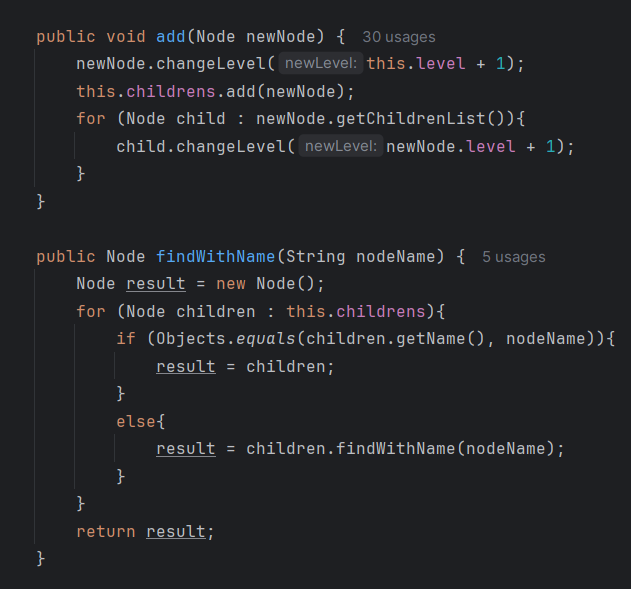 public void add(Node newNode) { 30 usages
newNode.changeLevel( newLevel: this.level + 1);
this.childrens.add(newNode);
for (Node child : newNode.getChildrenList()){
child.changeLevel( newLevel: newNode.level + 1);
}
}
public Node findWithName(String nodeName) { 5 usages
Node result = new Node();
for (Node children : this.childrens){
if (Objects.equals(children.getName(), nodeName)){
result = children;
}
else{
result = children.findWithName(nodeName);
}
}
return result;
}